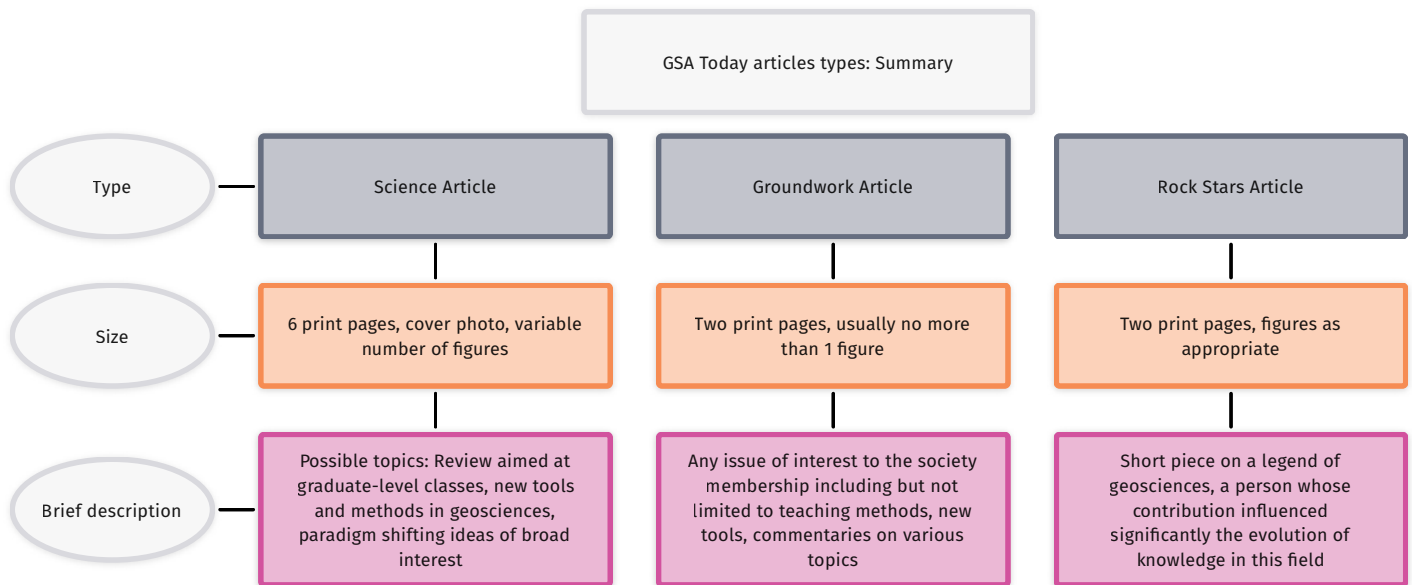 GSA Today articles types: Summary
Type
Science Article
Groundwork Article
Rock Stars Article
Size
6 print pages, cover photo, variable
number of figures
Two print pages, usually no more
than 1 figure
Two print pages, figures as
appropriate
Brief description
Possible topics: Review aimed at
graduate-level classes, new tools
and methods in geosciences,
paradigm shifting ideas of broad
interest
Any issue of interest to the society
membership including but not
limited to teaching methods, new
tools, commentaries on various
topics
Short piece on a legend of
geosciences, a person whose
contribution influenced
significantly the evolution of
knowledge in this field